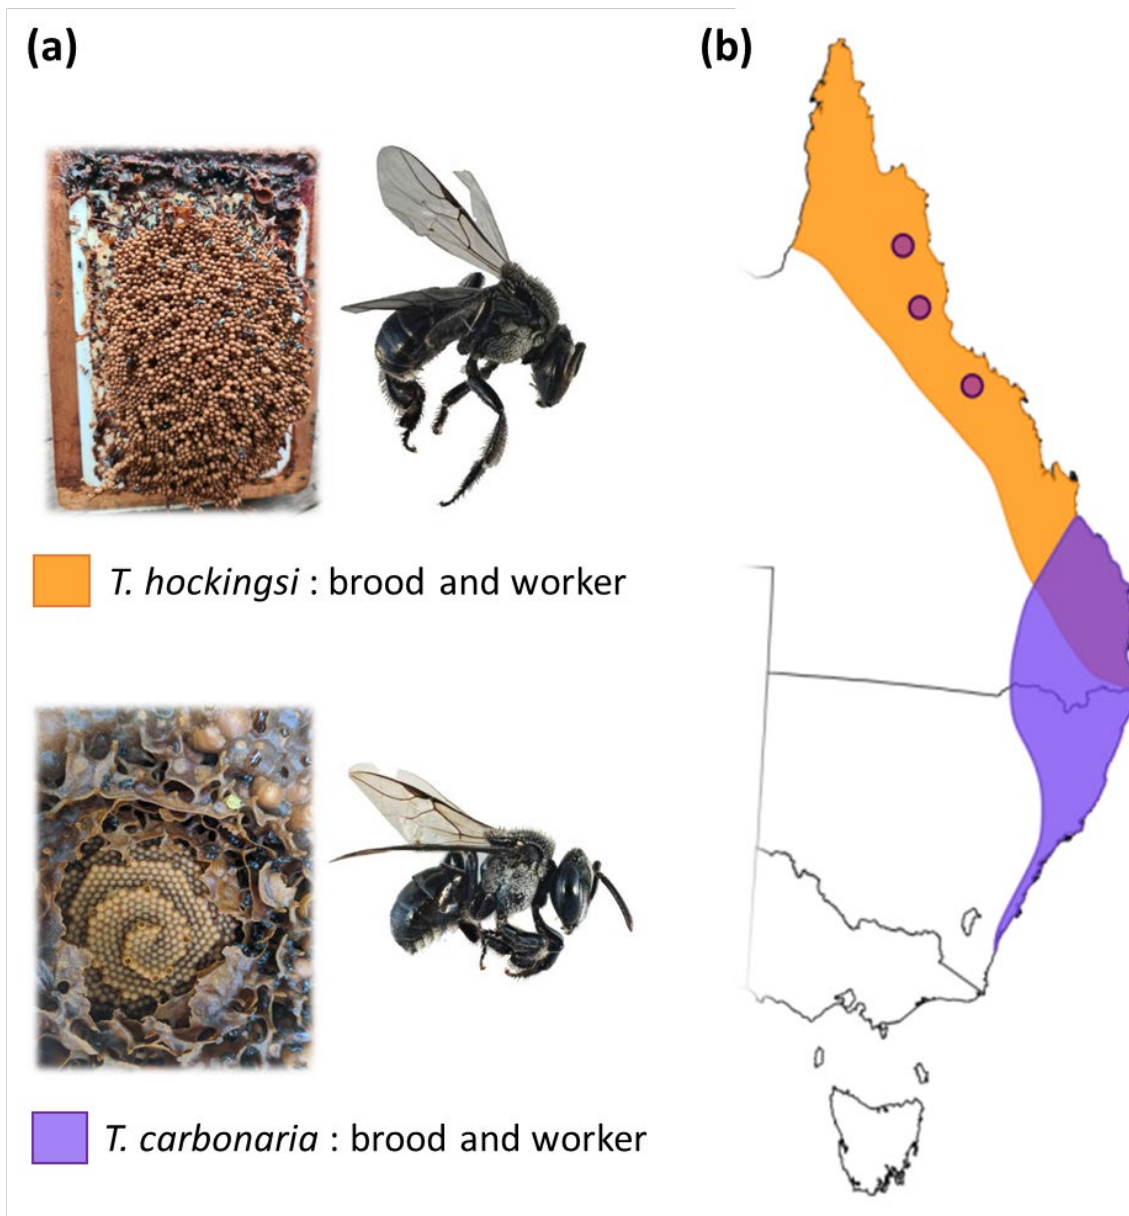 (a)
(b)
T. hockingsi : brood and worker
T. carbonaria : brood and worker